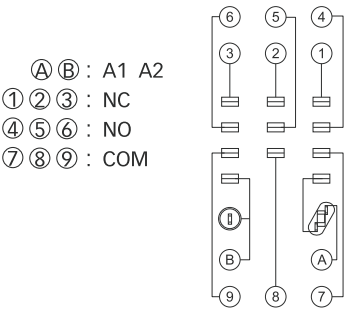 Ⓐ Ⓑ : A1 A2
① ② ③ : NC
④ ⑤ ⑥ : NO
⑦ ⑧ ⑨ : COM
⑥ ⑤ ④
③ ② ①
Ⓑ Ⓐ
⑨ ⑧ ⑦